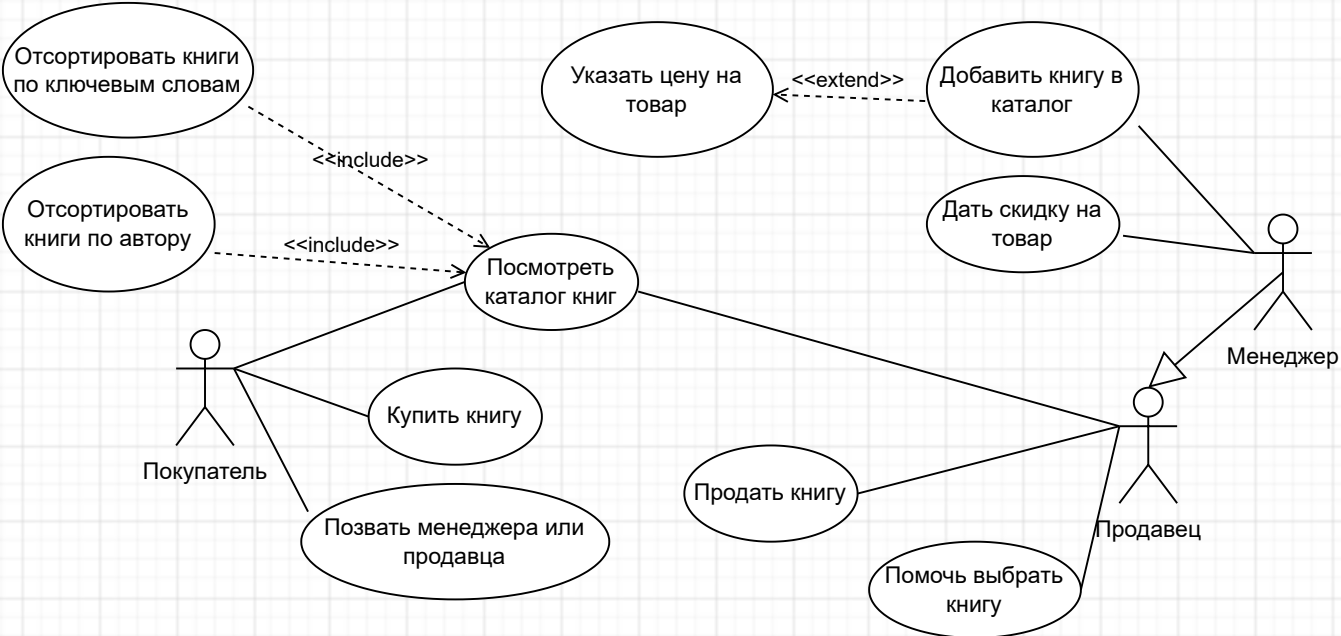 Отсортировать книги
по ключевым словам
Указать цену на
товар
<<extend>>
Добавить книгу в
каталог
<<include>>
Отсортировать
книги по автору
<<include>>
Дать скидку на
товар
Посмотреть
каталог книг
Менеджер
Купить книгу
Покупатель
Продать книгу
Позвать менеджера или
продавца
Продавец
Помочь выбрать
книгу